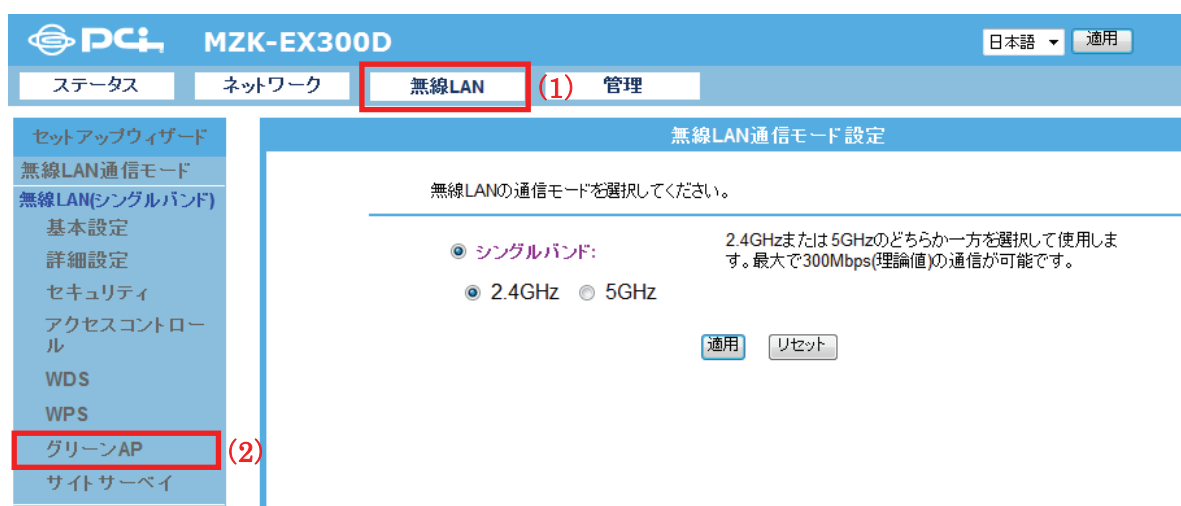 PCi MZK-EX300D 日本語 適用
ステータス ネットワーク 無線LAN (1) 管理
セットアップウィザード
無線LAN通信モード
無線LAN(シングルバンド)
基本設定
詳細設定
セキュリティ
アクセスコントロー
ル
WDS
WPS
グリーンAP (2)
サイトサーベイ
無線LAN通信モード設定
無線LANの通信モードを選択してください。
シングルバンド:
2.4GHzまたは5GHzのどちらか一方を選択して使用しま
す。最大で300Mbps(理論値)の通信が可能です。
2.4GHz 5GHz
適用 リセット